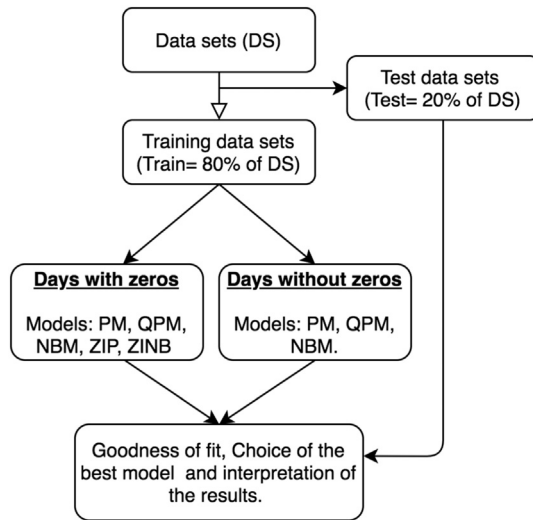 Data sets (DS)
Test data sets
(Test= 20% of DS)
Training data sets
(Train= 80% of DS)
Days with zeros
Models: PM, QPM,
NBM, ZIP, ZINB
Days without zeros
Models: PM, QPM,
NBM.
Goodness of fit, Choice of the
best model and interpretation of
the results.